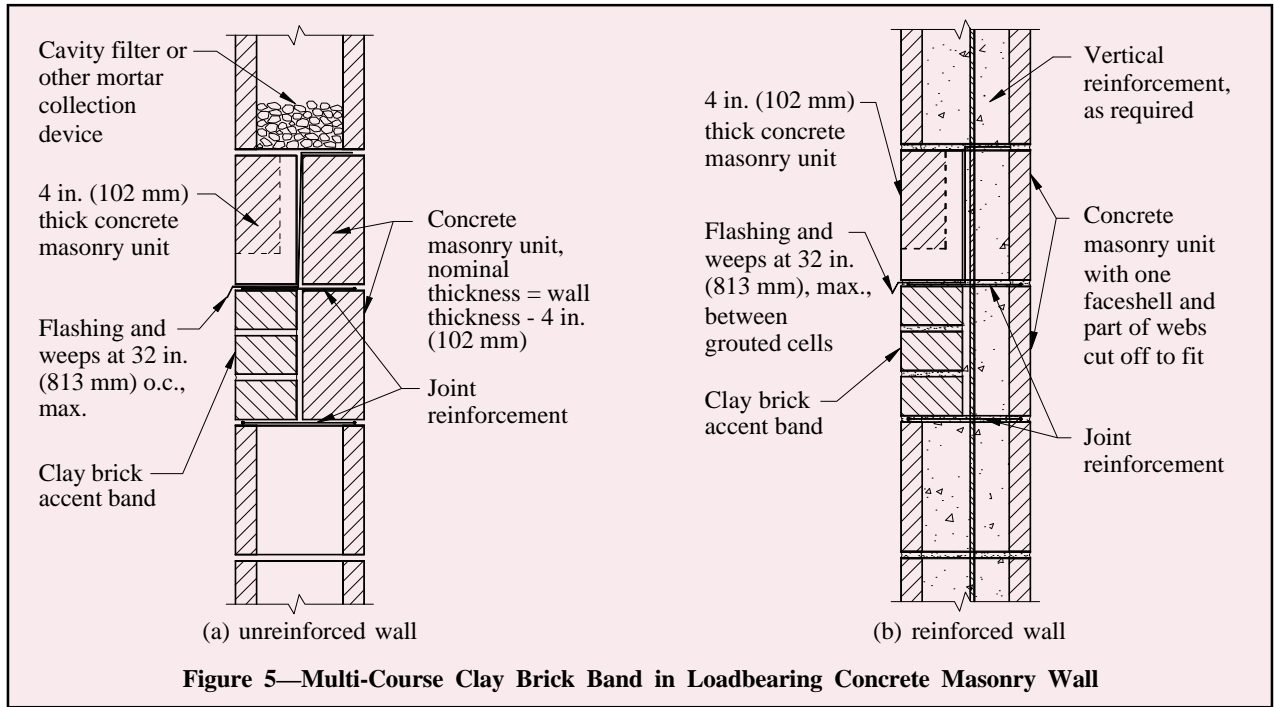 Cavity filter or
other mortar
collection
device
4 in. (102 mm)
thick concrete
masonry unit
Flashing and
weeps at 32 in.
(813 mm) o.c.,
max.
Clay brick
accent band
Concrete
masonry unit,
nominal
thickness = wall
thickness - 4 in.
(102 mm)
Joint
reinforcement
(a) unreinforced wall
4 in. (102 mm)
thick concrete
masonry unit
Flashing and
weeps at 32 in.
(813 mm), max.,
between
grouted cells
Clay brick
accent band
Vertical
reinforcement,
as required
Concrete
masonry unit
with one
faceshell and
part of webs
cut off to fit
Joint
reinforcement
(b) reinforced wall
Figure 5—Multi-Course Clay Brick Band in Loadbearing Concrete Masonry Wall